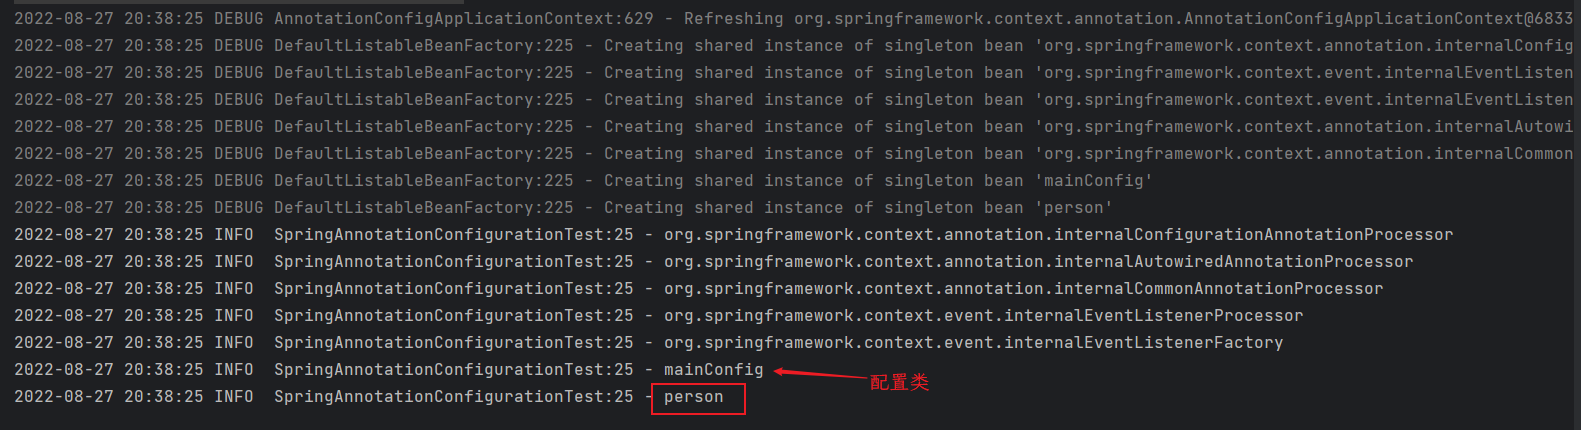 2022-08-27 20:38:25 DEBUG AnnotationConfigApplicationContext:629 - Refreshing org.springframework.context.annotation.AnnotationConfigApplicationContext@6833
2022-08-27 20:38:25 DEBUG DefaultListableBeanFactory:225 - Creating shared instance of singleton bean 'org.springframework.context.annotation.internalConfig
2022-08-27 20:38:25 DEBUG DefaultListableBeanFactory:225 - Creating shared instance of singleton bean 'org.springframework.context.event.internalEventListen
2022-08-27 20:38:25 DEBUG DefaultListableBeanFactory:225 - Creating shared instance of singleton bean 'org.springframework.context.event.internalEventListen
2022-08-27 20:38:25 DEBUG DefaultListableBeanFactory:225 - Creating shared instance of singleton bean 'org.springframework.context.annotation.internalAutowi
2022-08-27 20:38:25 DEBUG DefaultListableBeanFactory:225 - Creating shared instance of singleton bean 'org.springframework.context.annotation.internalCommon
2022-08-27 20:38:25 DEBUG DefaultListableBeanFactory:225 - Creating shared instance of singleton bean 'mainConfig'
2022-08-27 20:38:25 DEBUG DefaultListableBeanFactory:225 - Creating shared instance of singleton bean 'person'
2022-08-27 20:38:25 INFO  SpringAnnotationConfigurationTest:25 - org.springframework.context.annotation.internalConfigurationAnnotationProcessor
2022-08-27 20:38:25 INFO  SpringAnnotationConfigurationTest:25 - org.springframework.context.annotation.internalAutowiredAnnotationProcessor
2022-08-27 20:38:25 INFO  SpringAnnotationConfigurationTest:25 - org.springframework.context.annotation.internalCommonAnnotationProcessor
2022-08-27 20:38:25 INFO  SpringAnnotationConfigurationTest:25 - org.springframework.context.event.internalEventListenerProcessor
2022-08-27 20:38:25 INFO  SpringAnnotationConfigurationTest:25 - org.springframework.context.event.internalEventListenerFactory
2022-08-27 20:38:25 INFO  SpringAnnotationConfigurationTest:25 - mainConfig
配置类
2022-08-27 20:38:25 INFO  SpringAnnotationConfigurationTest:25 - person